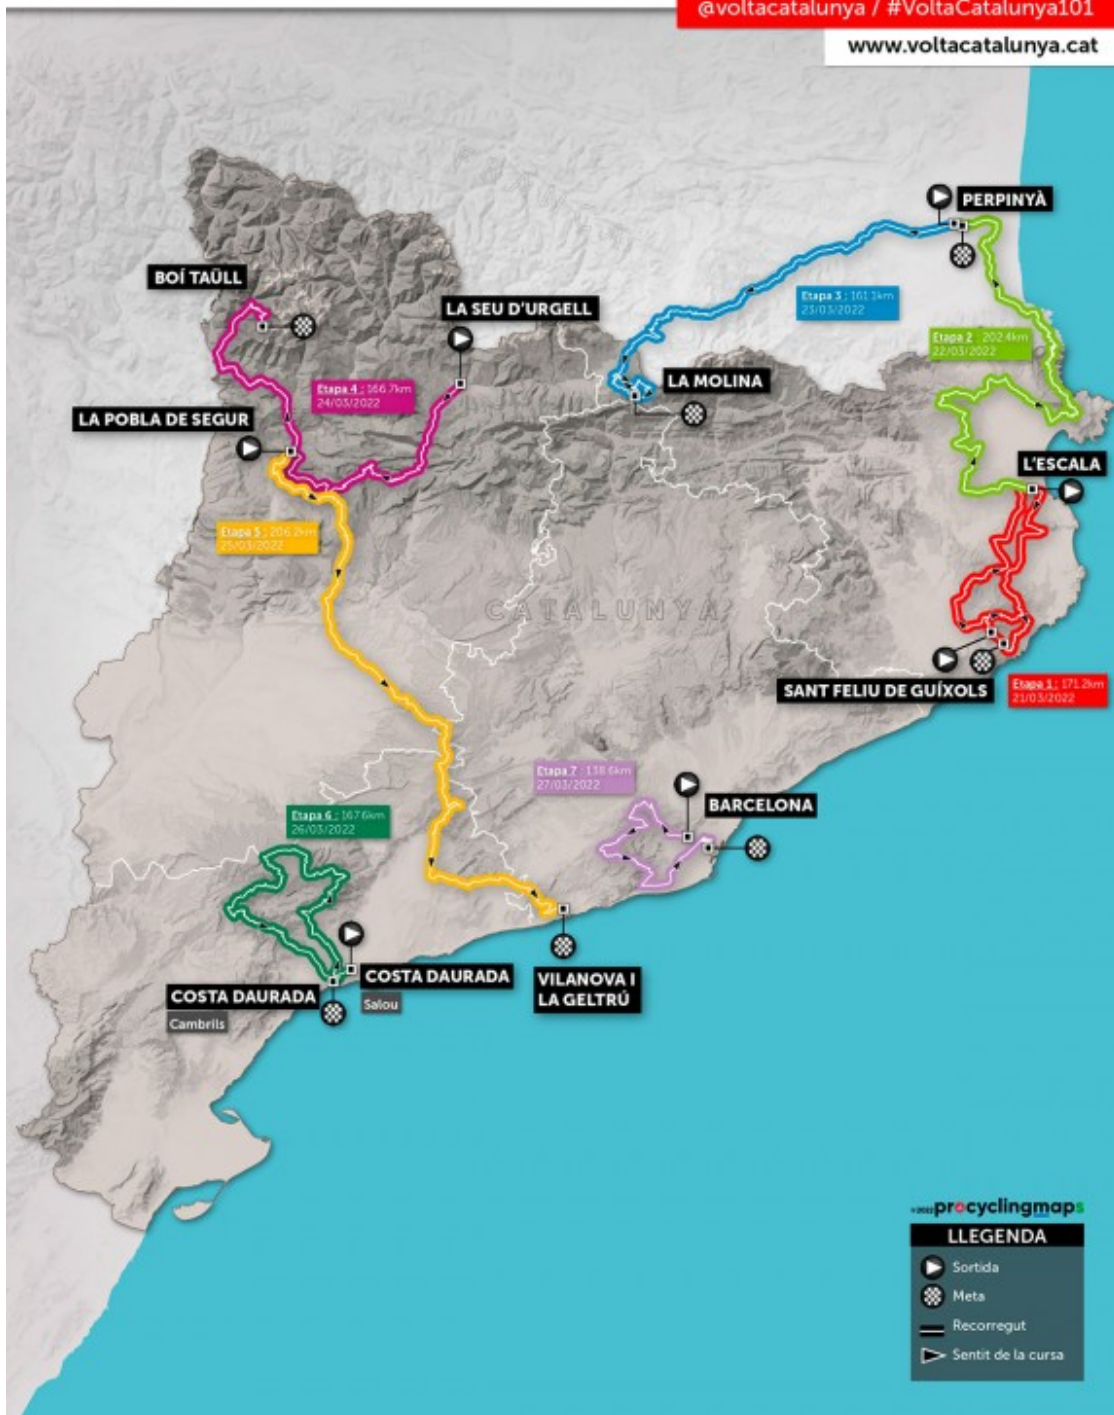 @voltacatalunya / #VoltaCatalunya101
www.voltacatalunya.cat
PERPINYÀ
BOÍ TAÜLL
LA SEU D'URGELL
Etapa 3 : 161.1km
23/03/2022
Etapa 2 : 202.4km
22/03/2022
LA MOLINA
Etapa 4 : 166.7km
24/03/2022
LA POBLA DE SEGUR
L'ESCALA
Etapa 5 : 206.2km
25/03/2022
CATALUNYA
SANT FELIU DE GUÍXOLS
Etapa 1 : 171.2km
21/03/2022
Etapa 7 : 138.6km
27/03/2022
BARCELONA
Etapa 6 : 167.6km
26/03/2022
COSTA DAURADA
Salou
COSTA DAURADA
Cambrils
VILANOVA I
LA GELTRÚ
©2022 procyclingmaps
LLEGENDA
Sortida
Meta
Recorregut
Sentit de la cursa